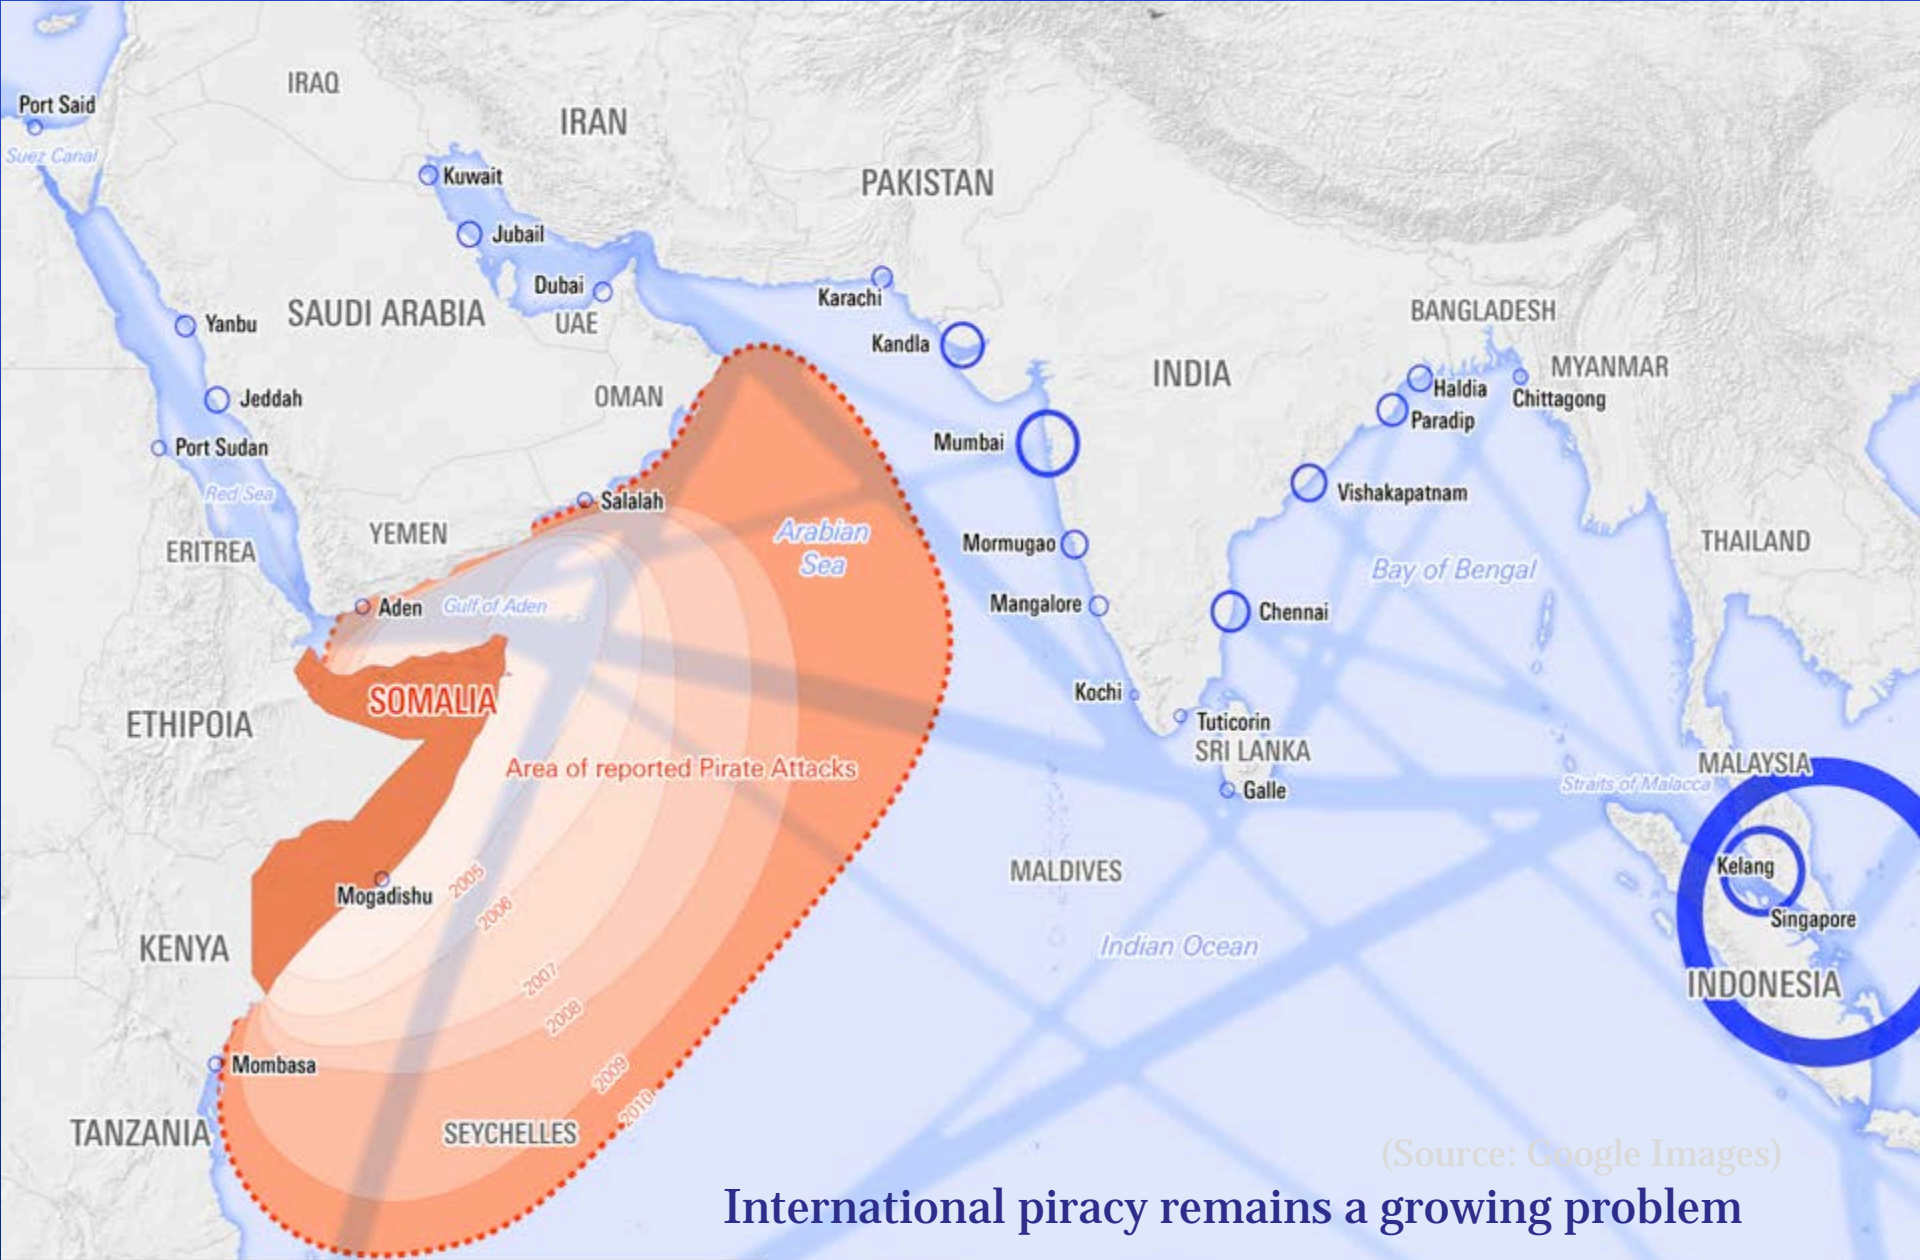 IRAQ
Port Said
IRAN
Suez Canal
Kuwait
PAKISTAN
Jubail
Dubai
Karachi
SAUDI ARABIA
Yanbu
UAE
BANGLADESH
Kandla
INDIA
MYANMAR
Haldia
Jeddah
OMAN
Chittagong
Paradip
Port Sudan
Mumbai
Red Sea
Salalah
Vishakapatnam
YEMEN
Arabian
Sea
ERITREA
Mormugao
THAILAND
Bay of Bengal
Aden
Gulf of Aden
Mangalore
Chennai
SOMALIA
Kochi
ETHIPOIA
Tuticorin
SRI LANKA
Area of reported Pirate Attacks
MALAYSIA
Straits of Malacca
Galle
MALDIVES
Kelang
Mogadishu
2005
2006
Singapore
KENYA
Indian Ocean
2007
INDONESIA
2008
Mombasa
2009
2010
TANZANIA
SEYCHELLES
(Source: Google Images)
International piracy remains a growing problem